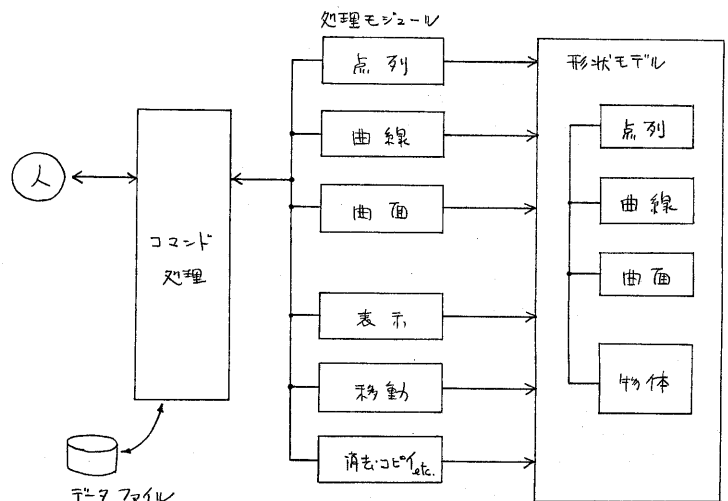 処理モジュール
点列
曲線
曲面
表示
移動
消去・コピイetc.
人
コマンド
処理
データファイル
形状モデル
点列
曲線
曲面
物体